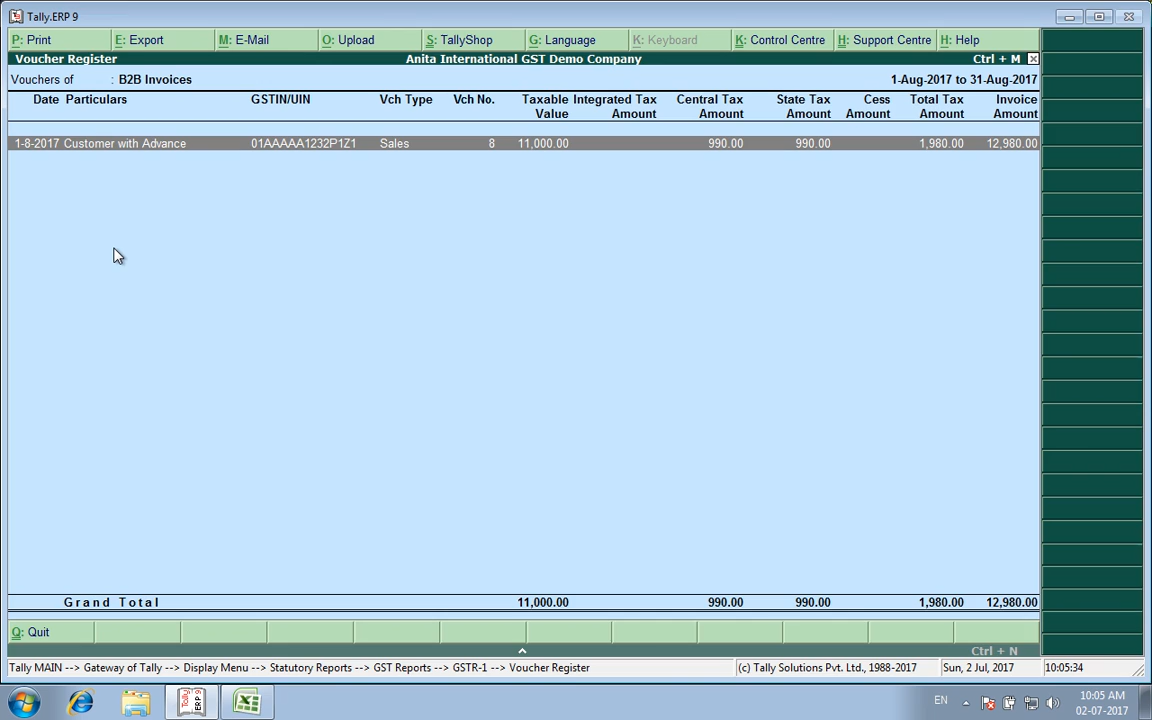 Tally.ERP 9
P: Print E: Export M: E-Mail O: Upload S: TallyShop G: Language K: Keyboard K: Control Centre H: Support Centre H: Help
Voucher Register Anita International GST Demo Company Ctrl + M
Vouchers of : B2B Invoices 1-Aug-2017 to 31-Aug-2017
Date Particulars GSTIN/UIN Vch Type Vch No. Taxable Integrated Tax Central Tax State Tax Cess Total Tax Invoice
Value Amount Amount Amount Amount Amount Amount
1-8-2017 Customer with Advance 01AAAAA1232P1Z1 Sales 8 11,000.00 990.00 990.00 1,980.00 12,980.00
Grand Total 11,000.00 990.00 990.00 1,980.00 12,980.00
Q: Quit
Ctrl + N
Tally MAIN --> Gateway of Tally --> Display Menu --> Statutory Reports --> GST Reports --> GSTR-1 --> Voucher Register (c) Tally Solutions Pvt. Ltd., 1988-2017 Sun, 2 Jul, 2017 10:05:34
Tally ERP 9
EN 10:05 AM
02-07-2017